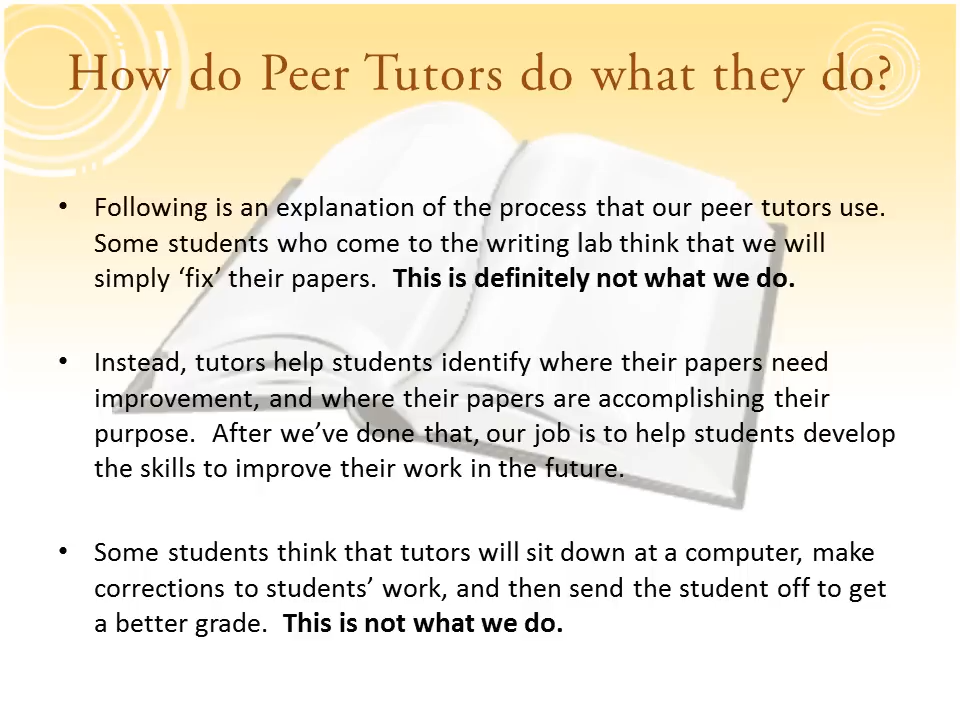 How do Peer Tutors do what they do?
• Following is an explanation of the process that our peer tutors use.
Some students who come to the writing lab think that we will
simply ‘fix’ their papers.  This is definitely not what we do.
• Instead, tutors help students identify where their papers need
improvement, and where their papers are accomplishing their
purpose.  After we’ve done that, our job is to help students develop
the skills to improve their work in the future.
• Some students think that tutors will sit down at a computer, make
corrections to students’ work, and then send the student off to get
a better grade.  This is not what we do.